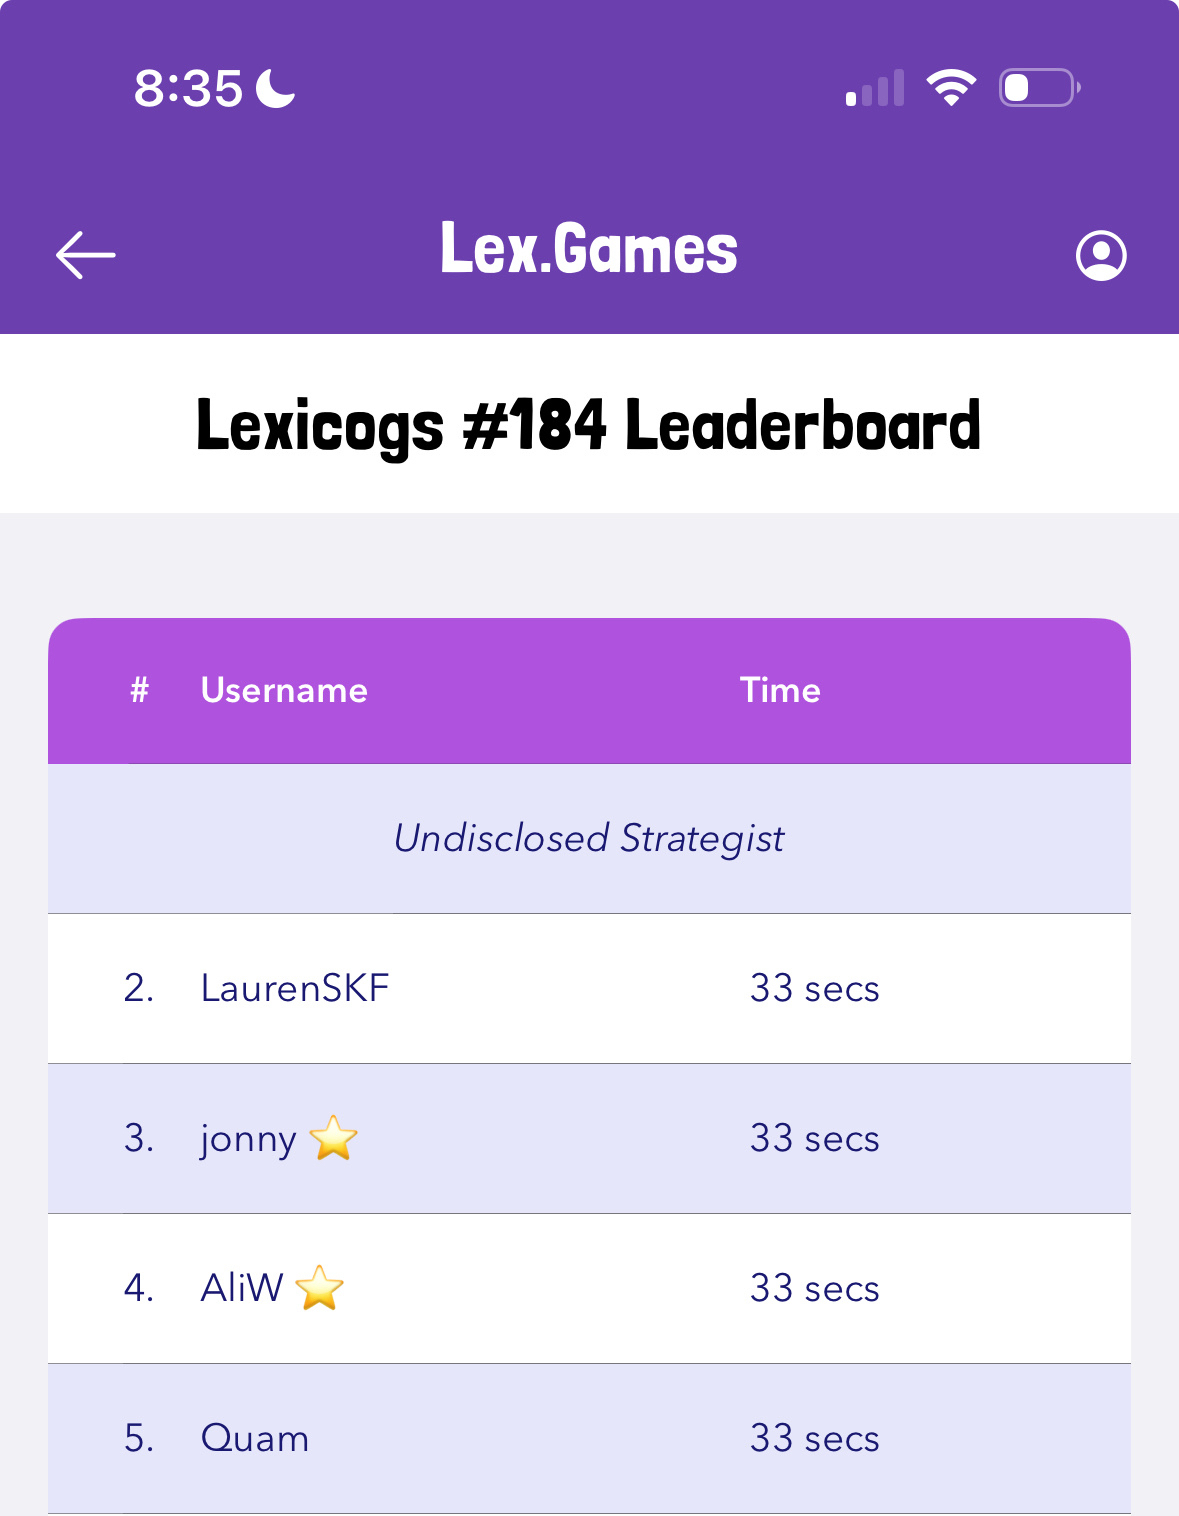 8:35
Lex.Games
Lexicogs #184 Leaderboard
# Username Time
Undisclosed Strategist
2. LaurenSKF 33 secs
3. jonny ⭐ 33 secs
4. AliW ⭐ 33 secs
5. Quam 33 secs